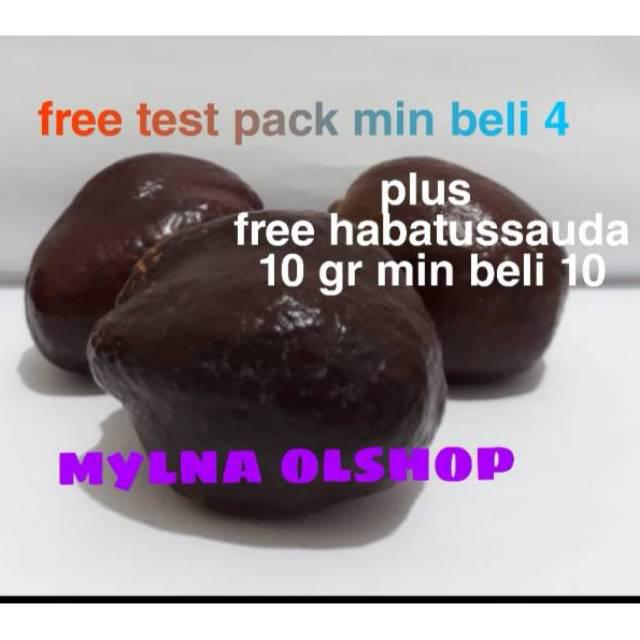 free test pack min beli 4
plus
free habatussauda
10 gr min beli 10
MYLNA OLSHOP